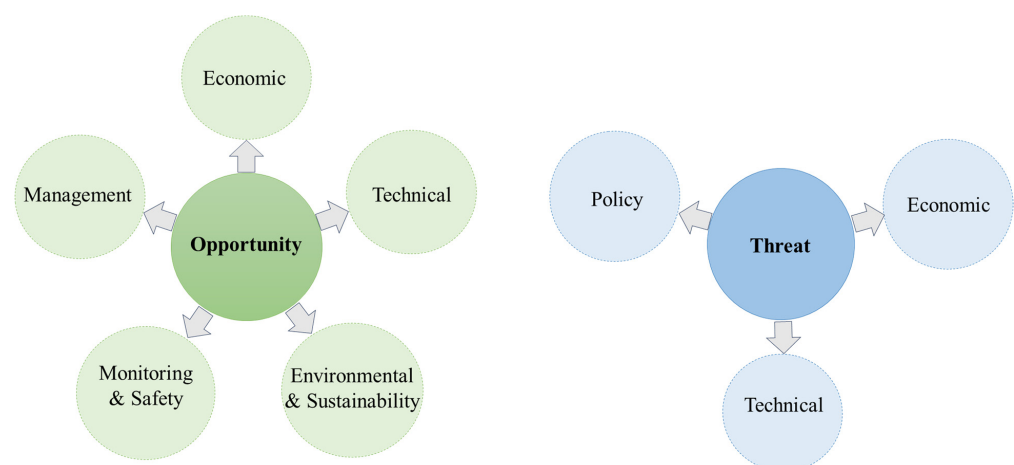 Economic
Management
Technical
Opportunity
Monitoring
& Safety
Environmental
& Sustainability
Policy
Economic
Threat
Technical